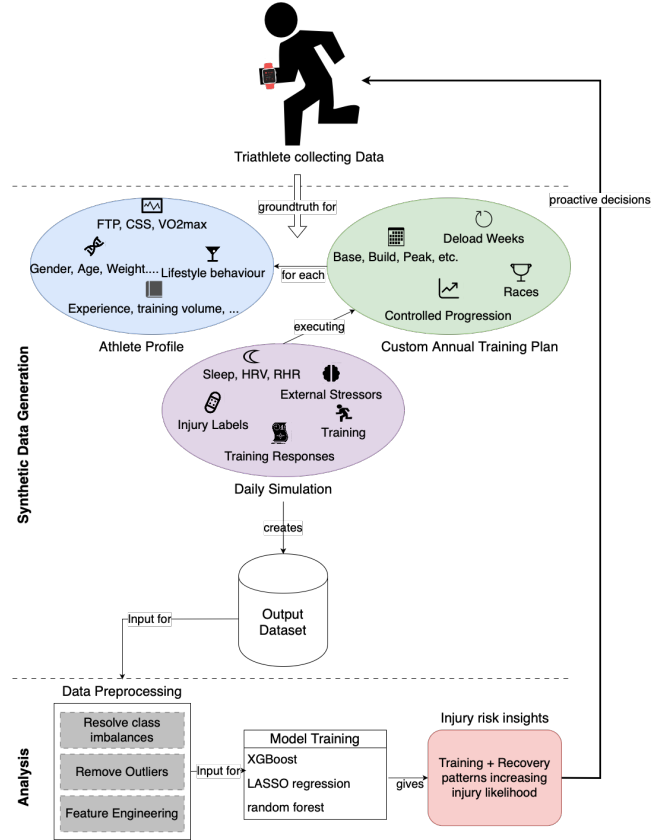 Triathlete collecting Data
groundtruth for
proactive decisions
FTP, CSS, VO2max
Gender, Age, Weight....
Lifestyle behaviour
Experience, training volume, ...
Athlete Profile
for each
Deload Weeks
Base, Build, Peak, etc.
Races
Controlled Progression
Custom Annual Training Plan
executing
Sleep, HRV, RHR
External Stressors
Injury Labels
Training
Training Responses
Daily Simulation
Synthetic Data Generation
creates
Output
Dataset
Input for
Data Preprocessing
Resolve class
imbalances
Remove Outliers
Feature Engineering
Input for
Model Training
XGBoost
LASSO regression
random forest
gives
Injury risk insights
Training + Recovery
patterns increasing
injury likelihood
Analysis